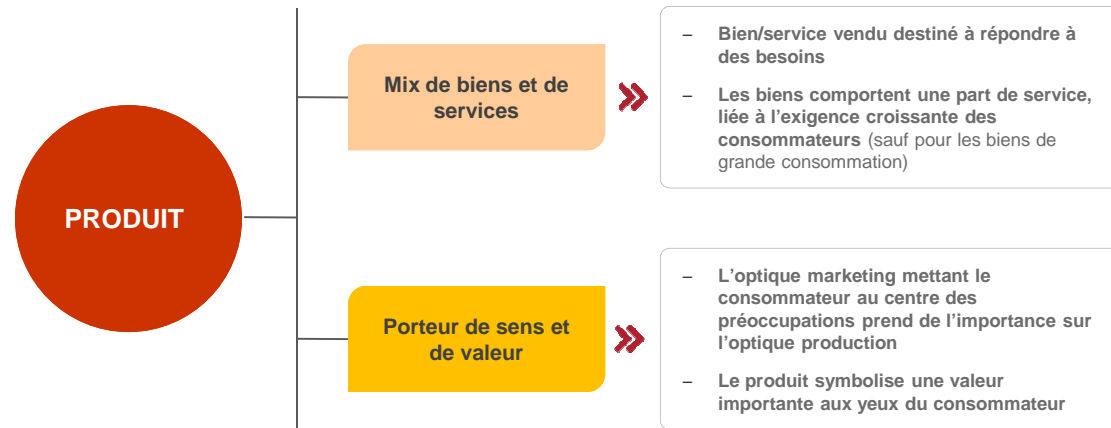 PRODUIT
Mix de biens et de
services
– Bien/service vendu destiné à répondre à
des besoins
– Les biens comportent une part de service,
liée à l’exigence croissante des
consommateurs (sauf pour les biens de
grande consommation)
Porteur de sens et
de valeur
– L’optique marketing mettant le
consommateur au centre des
préoccupations prend de l’importance sur
l’optique production
– Le produit symbolise une valeur
importante aux yeux du consommateur